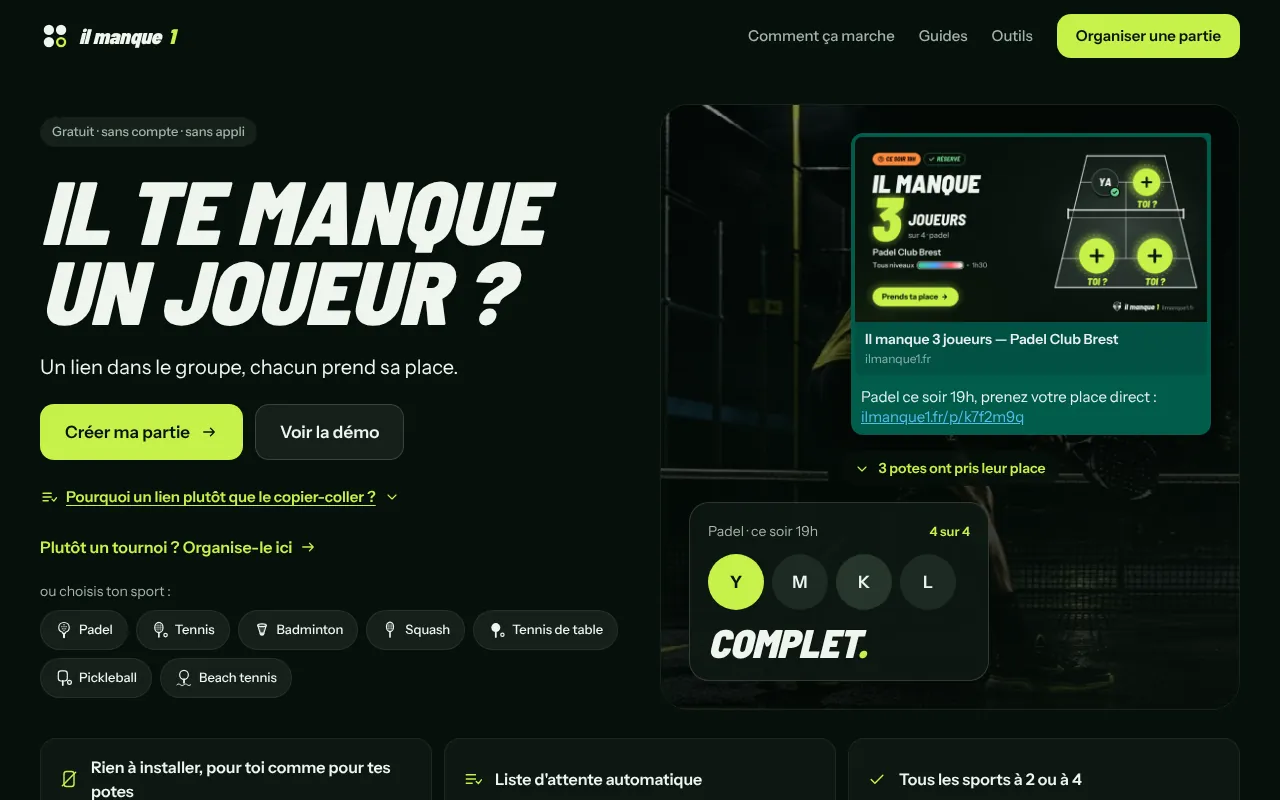 il manque 1
Comment ça marche
Guides
Outils
Organiser une partie
Gratuit · sans compte · sans appli
IL TE MANQUE
UN JOUEUR ?
Un lien dans le groupe, chacun prend sa place.
Créer ma partie →
Voir la démo
Pourquoi un lien plutôt que le copier-coller ?
Plutôt un tournoi ? Organise-le ici →
ou choisis ton sport :
Padel
Tennis
Badminton
Squash
Tennis de table
Pickleball
Beach tennis
CE SOIR 19H
RÉSERVÉ
IL MANQUE
3 JOUEURS
sur 4 · padel
Padel Club Brest
Tous niveaux
· 1h30
Prends ta place →
YA
+
TOI ?
+
TOI ?
+
TOI ?
il manque 1 ilmanque1.fr
Il manque 3 joueurs — Padel Club Brest
ilmanque1.fr
Padel ce soir 19h, prenez votre place direct :
ilmanque1.fr/p/k7f2m9q
3 potes ont pris leur place
Padel · ce soir 19h
4 sur 4
Y
M
K
L
COMPLET.
Rien à installer, pour toi comme pour tes
potes
Liste d'attente automatique
Tous les sports à 2 ou à 4